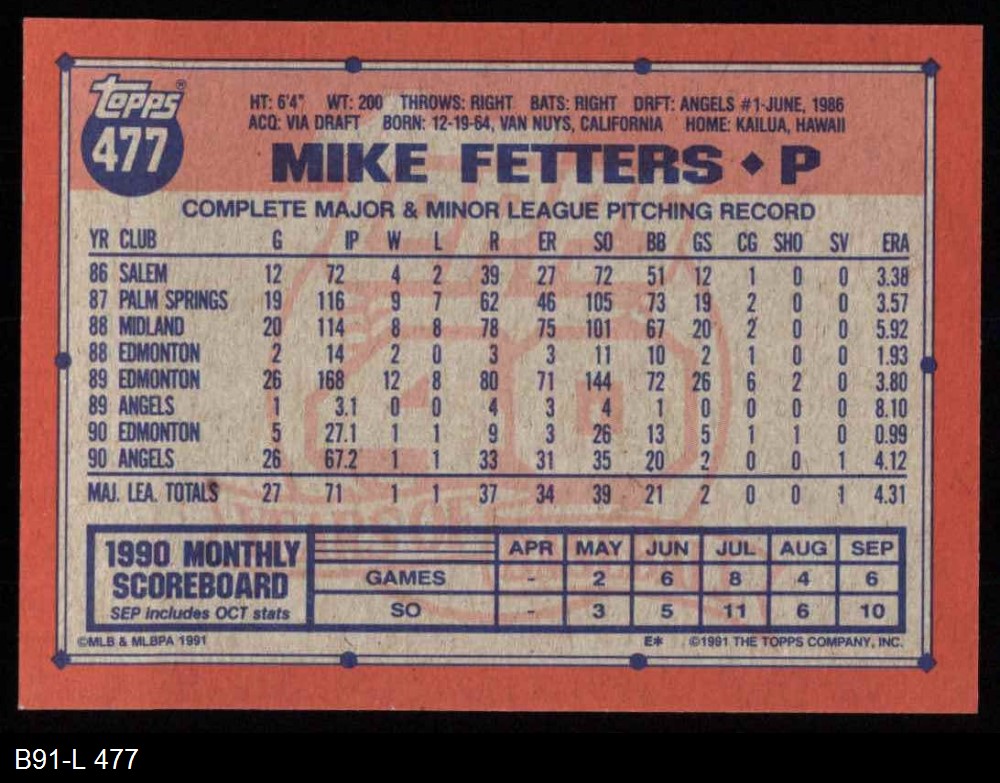 topps®
477
HT: 6'4" WT: 200 THROWS: RIGHT BATS: RIGHT DRFT: ANGELS #1-JUNE, 1986
ACQ: VIA DRAFT BORN: 12-19-64, VAN NUYS, CALIFORNIA HOME: KAILUA, HAWAII
MIKE FETTERS ♦ P
COMPLETE MAJOR & MINOR LEAGUE PITCHING RECORD
YR CLUB G IP W L R ER SO BB GS CG SHO SV ERA
86 SALEM 12 72 4 2 39 27 72 51 12 1 0 0 3.38
87 PALM SPRINGS 19 116 9 7 62 46 105 73 19 2 0 0 3.57
88 MIDLAND 20 114 8 8 78 75 101 67 20 2 0 0 5.92
88 EDMONTON 2 14 2 0 3 3 11 10 2 1 0 0 1.93
89 EDMONTON 26 168 12 8 80 71 144 72 26 6 2 0 3.80
89 ANGELS 1 3.1 0 0 4 3 4 1 0 0 0 0 8.10
90 EDMONTON 5 27.1 1 1 9 3 26 13 5 1 1 0 0.99
90 ANGELS 26 67.2 1 1 33 31 35 20 2 0 0 1 4.12
MAJ. LEA. TOTALS 27 71 1 1 37 34 39 21 2 0 0 1 4.31
1990 MONTHLY SCOREBOARD
SEP includes OCT stats
APR MAY JUN JUL AUG SEP
GAMES - 2 6 8 4 6
SO - 3 5 11 6 10
©MLB & MLBPA 1991 E* ©1991 THE TOPPS COMPANY, INC.
B91-L 477